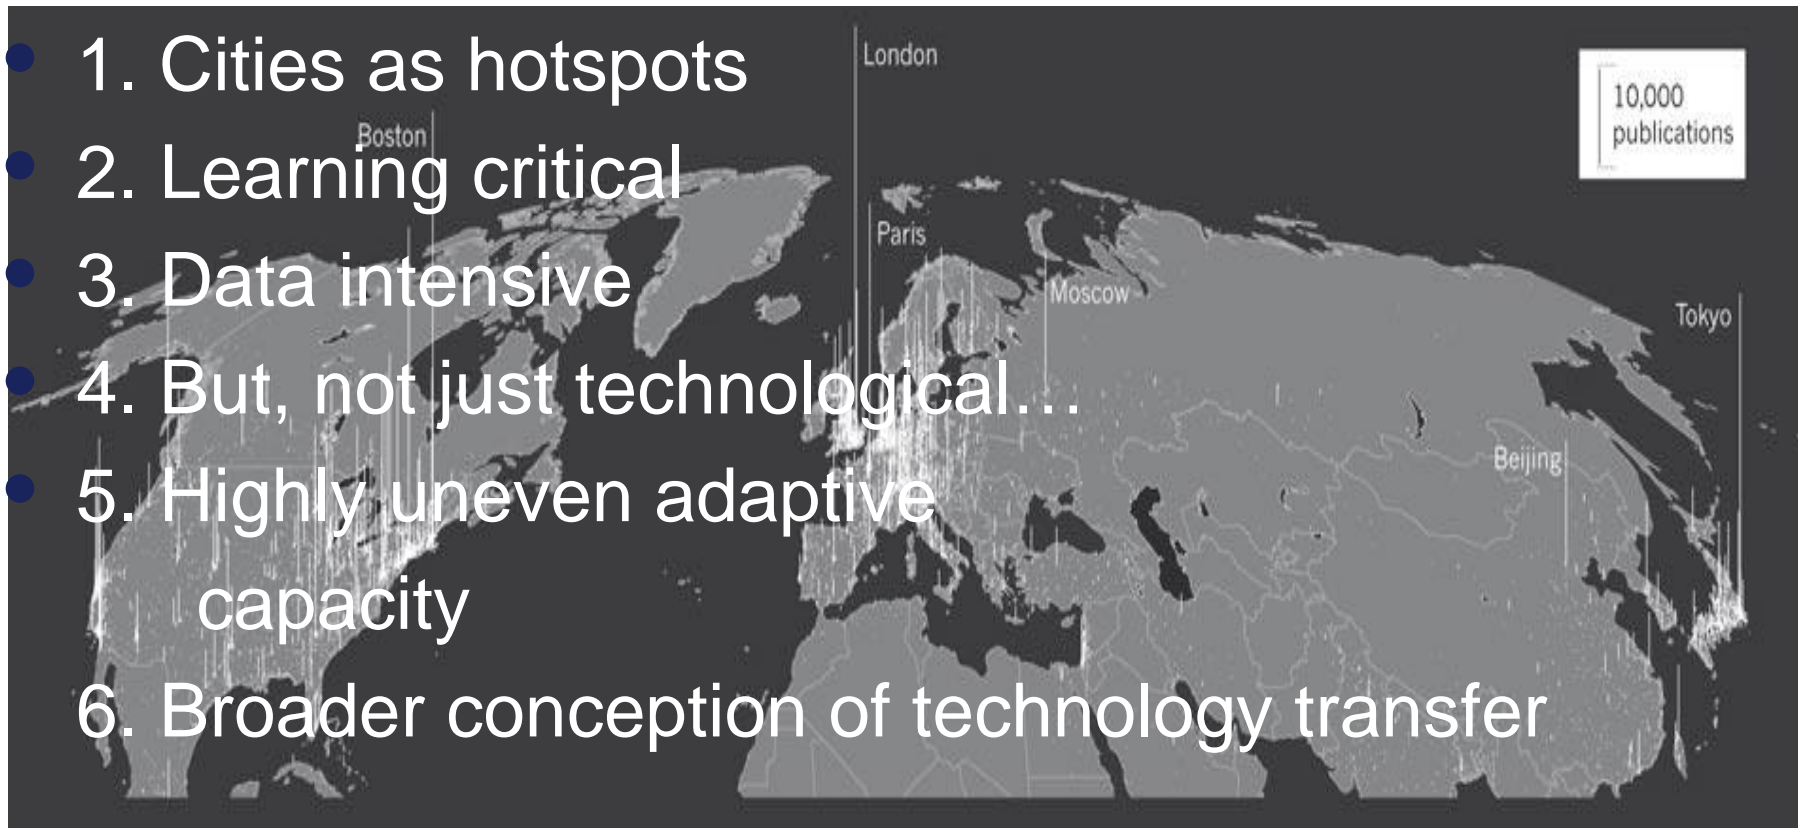 • 1. Cities as hotspots
• 2. Learning critical
• 3. Data intensive
• 4. But, not just technological…
• 5. Highly uneven adaptive
capacity
6. Broader conception of technology transfer
London
Boston
Paris
Moscow
Tokyo
Beijing
10,000
publications